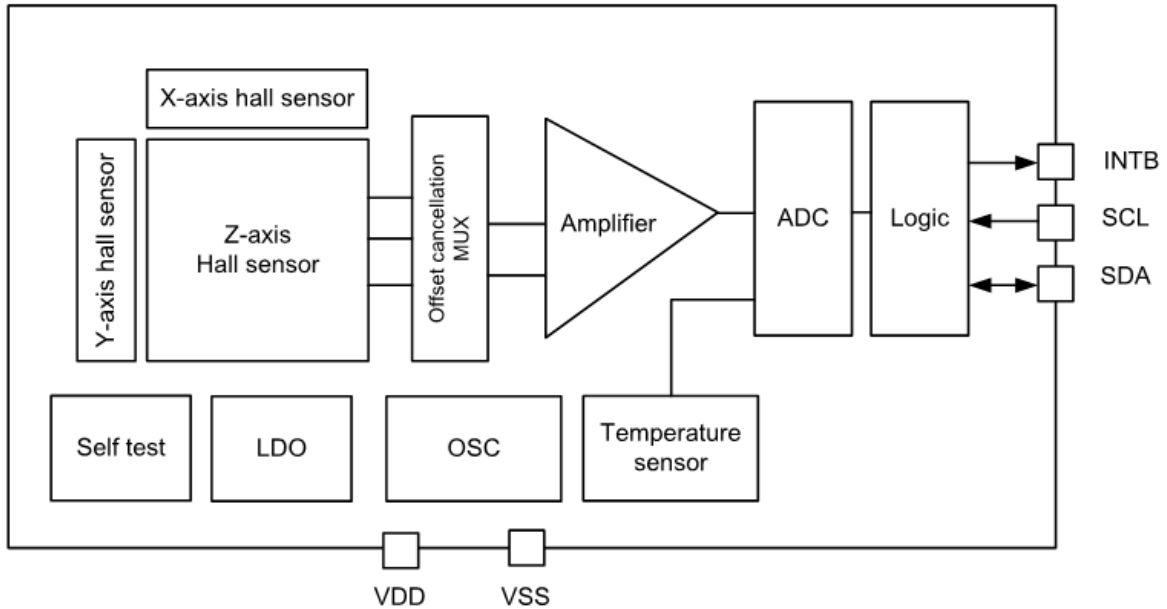 X-axis hall sensor
Y-axis hall sensor
Z-axis
Hall sensor
Offset cancellation
MUX
Amplifier
ADC
Logic
INTB
SCL
SDA
Self test
LDO
OSC
Temperature
sensor
VDD
VSS